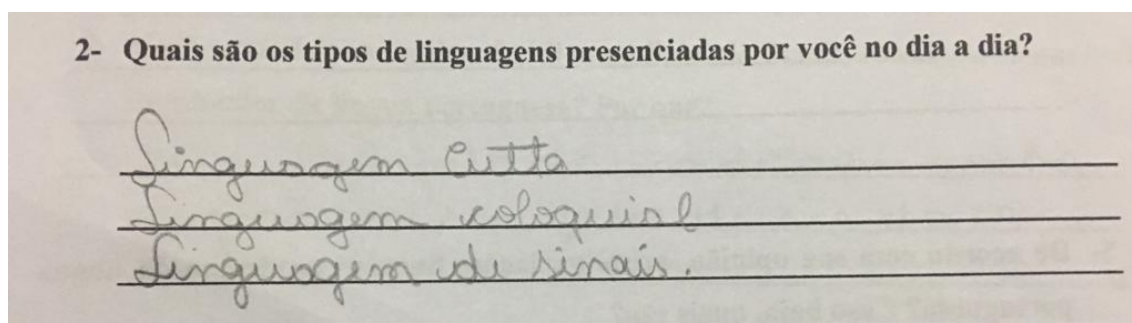 2- Quais são os tipos de linguagens presenciadas por você no dia a dia?
Linguagem Cutta
Linguagem coloquial
Linguagem de sinais.